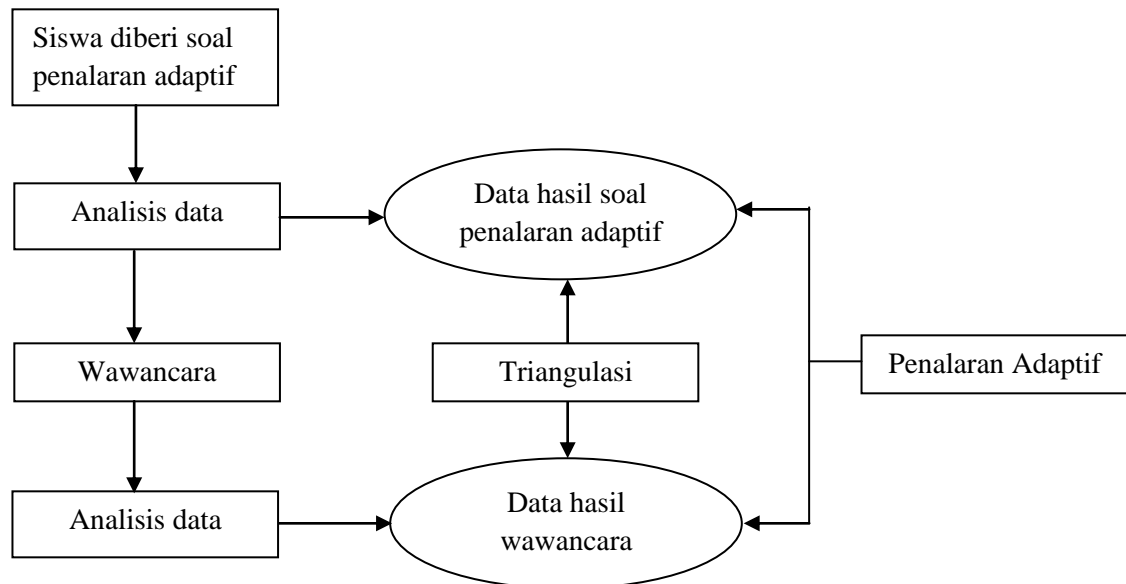 Siswa diberi soal
penalaran adaptif
Analisis data
Data hasil soal
penalaran adaptif
Wawancara
Triangulasi
Penalaran Adaptif
Analisis data
Data hasil
wawancara